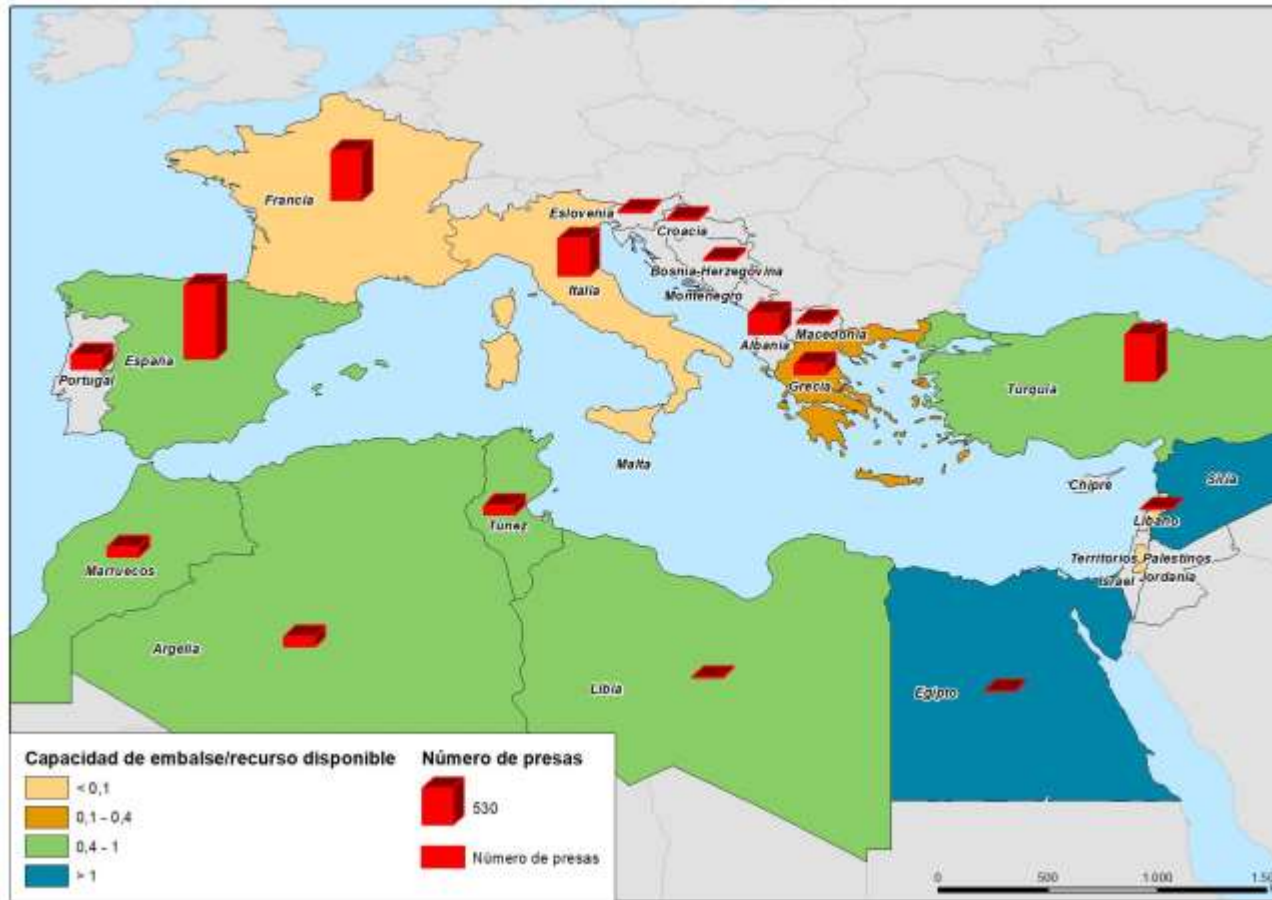 Francia
Eslovenia
Croacia
Bosnia-Herzegovina
Italia
Montenegro
Macedonia
Albania
España
Portugal
Grecia
Turquía
Malta
Chipre
Siria
Líbano
Túnez
Marruecos
Territorios Palestinos
Israel
Jordania
Argelia
Libia
Egipto
Capacidad de embalse/recurso disponible
< 0,1
0,1 - 0,4
0,4 - 1
> 1
Número de presas
530
Número de presas
0 500 1.000